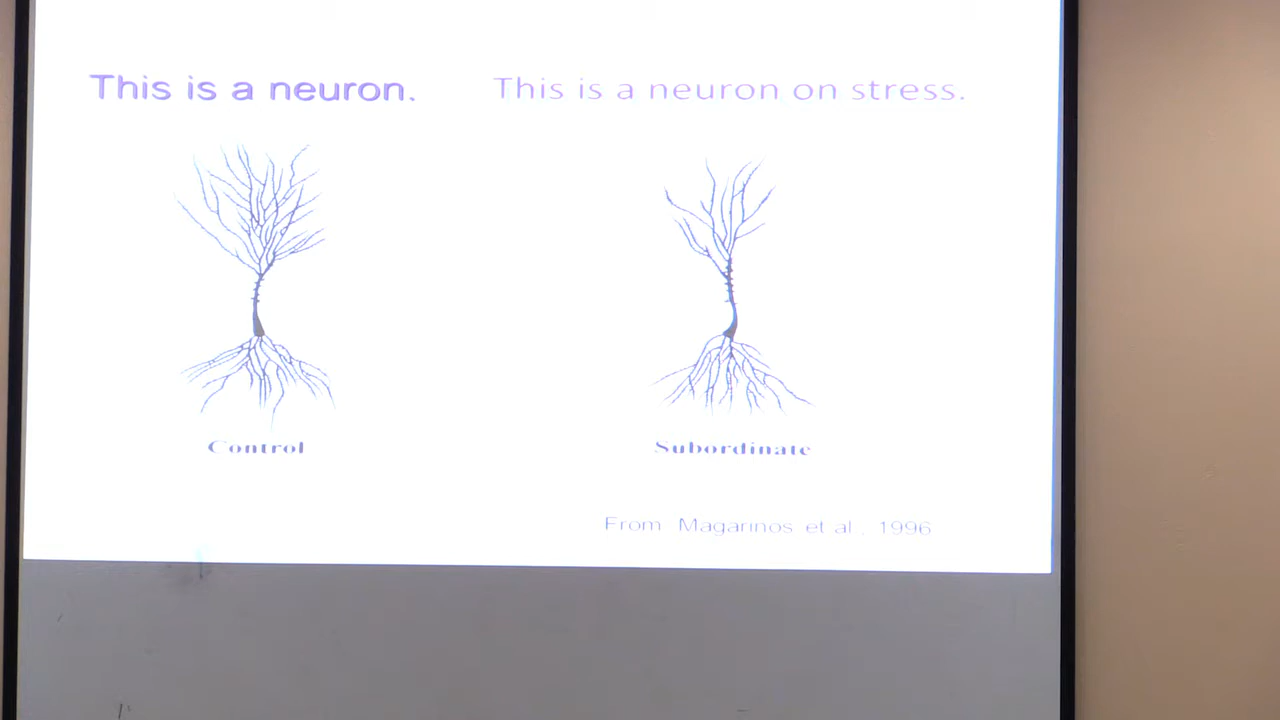 This is a neuron.
This is a neuron on stress.
Control
Subordinate
From Magarinos et al., 1996